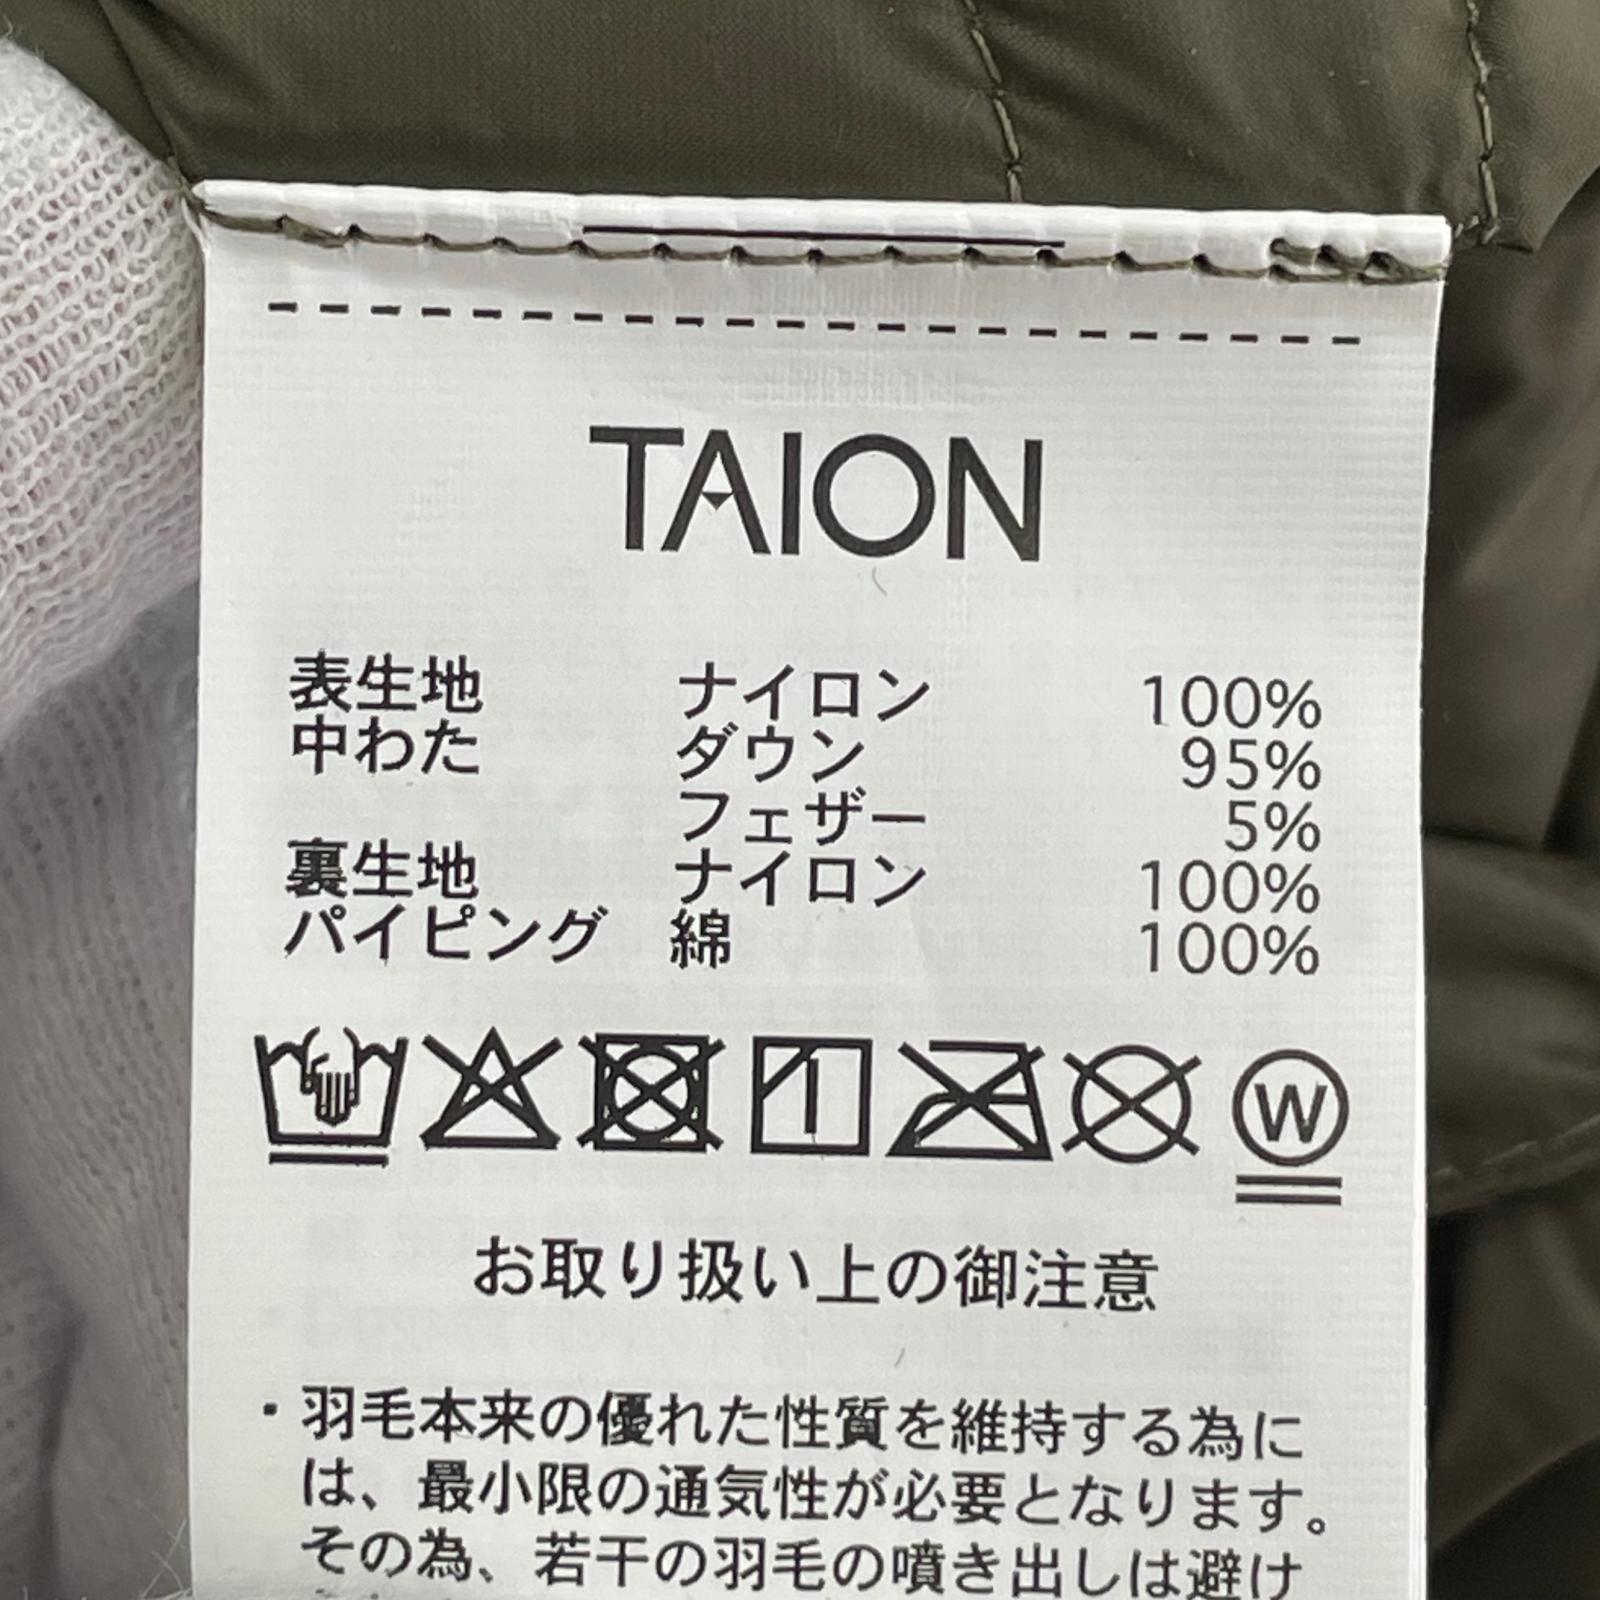 TAION
表生地 ナイロン 100%
中わた ダウン 95%
フェザー 5%
裏生地 ナイロン 100%
パイピング 綿 100%
W
お取り扱い上の御注意
・羽毛本来の優れた性質を維持する為に
は、最小限の通気性が必要となります。
その為、若干の羽毛の噴き出しは避け